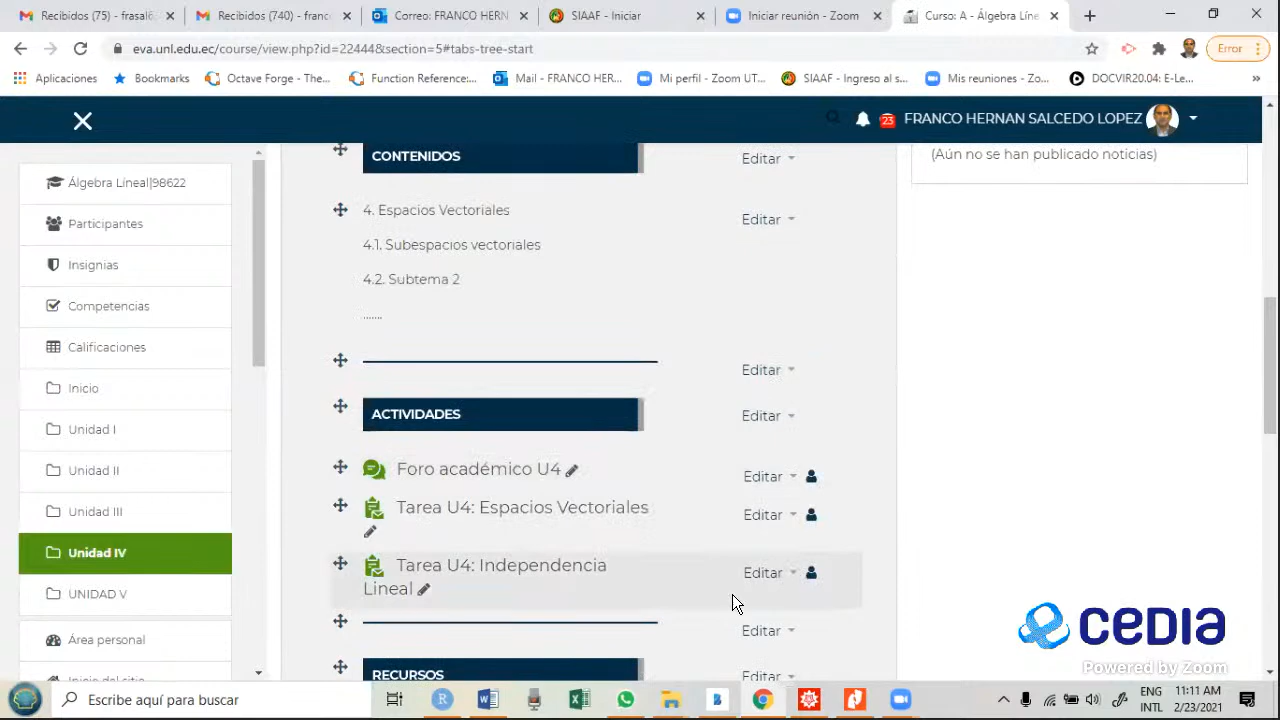 Recibidos (75) - frasali
Recibidos (740) - franc
Correo: FRANCO HERN
SIAAF - Iniciar
Iniciar reunión - Zoom
Curso: A - Álgebra Líne
eva.unl.edu.ec/course/view.php?id=22444&section=5#tabs-tree-start
Error
Aplicaciones
Bookmarks
Octave Forge - The...
Function Reference:...
Mail - FRANCO HER...
Mi perfil - Zoom UT...
SIAAF - Ingreso al s...
Mis reuniones - Zo...
DOCVIR20.04: E-Le...
»
23
FRANCO HERNAN SALCEDO LOPEZ
(Aún no se han publicado noticias)
Álgebra Líneal|98622
Participantes
Insignias
Competencias
Calificaciones
Inicio
Unidad I
Unidad II
Unidad III
Unidad IV
UNIDAD V
Área personal
CONTENIDOS
Editar
4. Espacios Vectoriales
Editar
4.1. Subespacios vectoriales
4.2. Subtema 2
.......
Editar
ACTIVIDADES
Editar
Foro académico U4
Editar
Tarea U4: Espacios Vectoriales
Editar
Tarea U4: Independencia
Lineal
Editar
Editar
RECURSOS
Editar
cedia
Powered by Zoom
Escribe aquí para buscar
ENG
INTL
11:11 AM
2/23/2021